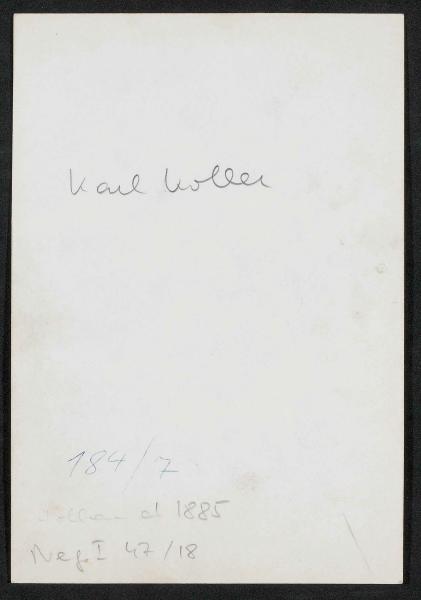 Karl Koller
184/7
d 1885
Neg. I 47/18